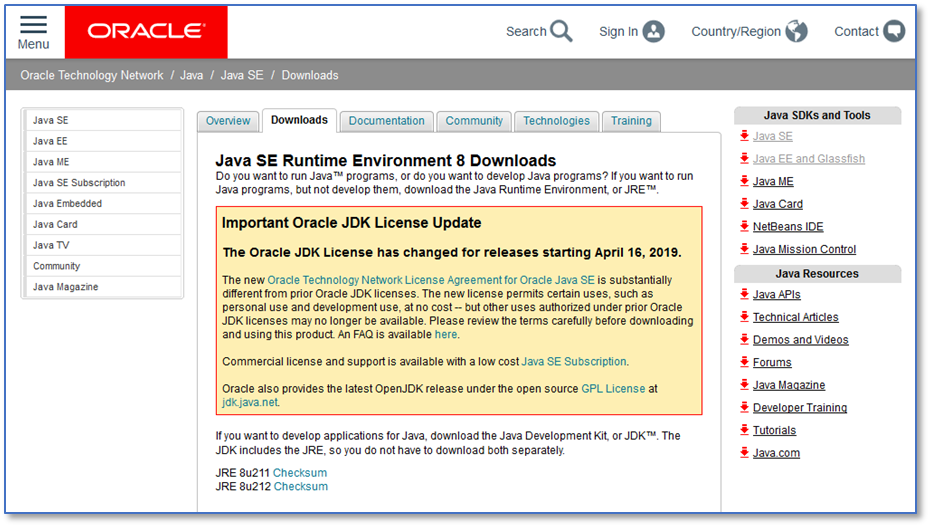 Menu
ORACLE
Search
Sign In
Country/Region
Contact
Oracle Technology Network / Java / Java SE / Downloads
Java SE
Java EE
Java ME
Java SE Subscription
Java Embedded
Java Card
Java TV
Community
Java Magazine
Overview
Downloads
Documentation
Community
Technologies
Training
Java SE Runtime Environment 8 Downloads
Do you want to run Java™ programs, or do you want to develop Java programs? If you want to run
Java programs, but not develop them, download the Java Runtime Environment, or JRE™.
Important Oracle JDK License Update
The Oracle JDK License has changed for releases starting April 16, 2019.
The new Oracle Technology Network License Agreement for Oracle Java SE is substantially
different from prior Oracle JDK licenses. The new license permits certain uses, such as
personal use and development use, at no cost -- but other uses authorized under prior Oracle
JDK licenses may no longer be available. Please review the terms carefully before downloading
and using this product. An FAQ is available here.
Commercial license and support is available with a low cost Java SE Subscription.
Oracle also provides the latest OpenJDK release under the open source GPL License at
jdk.java.net.
If you want to develop applications for Java, download the Java Development Kit, or JDK™. The
JDK includes the JRE, so you do not have to download both separately.
JRE 8u211 Checksum
JRE 8u212 Checksum
Java SDKs and Tools
Java SE
Java EE and Glassfish
Java ME
Java Card
NetBeans IDE
Java Mission Control
Java Resources
Java APIs
Technical Articles
Demos and Videos
Forums
Java Magazine
Developer Training
Tutorials
Java.com